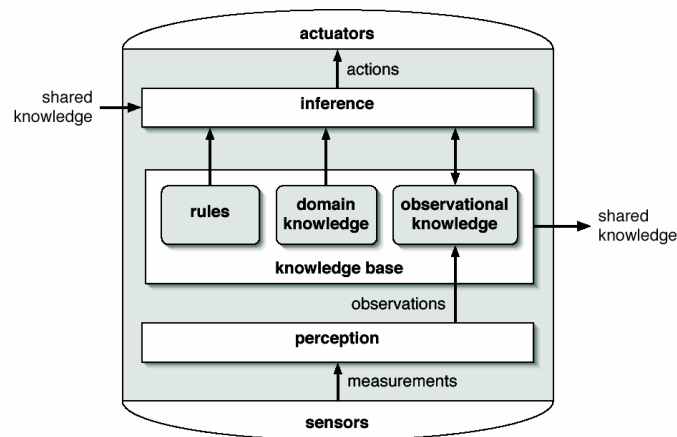 actuators
actions
shared
knowledge
inference
rules
domain
knowledge
observational
knowledge
shared
knowledge
knowledge base
observations
perception
measurements
sensors